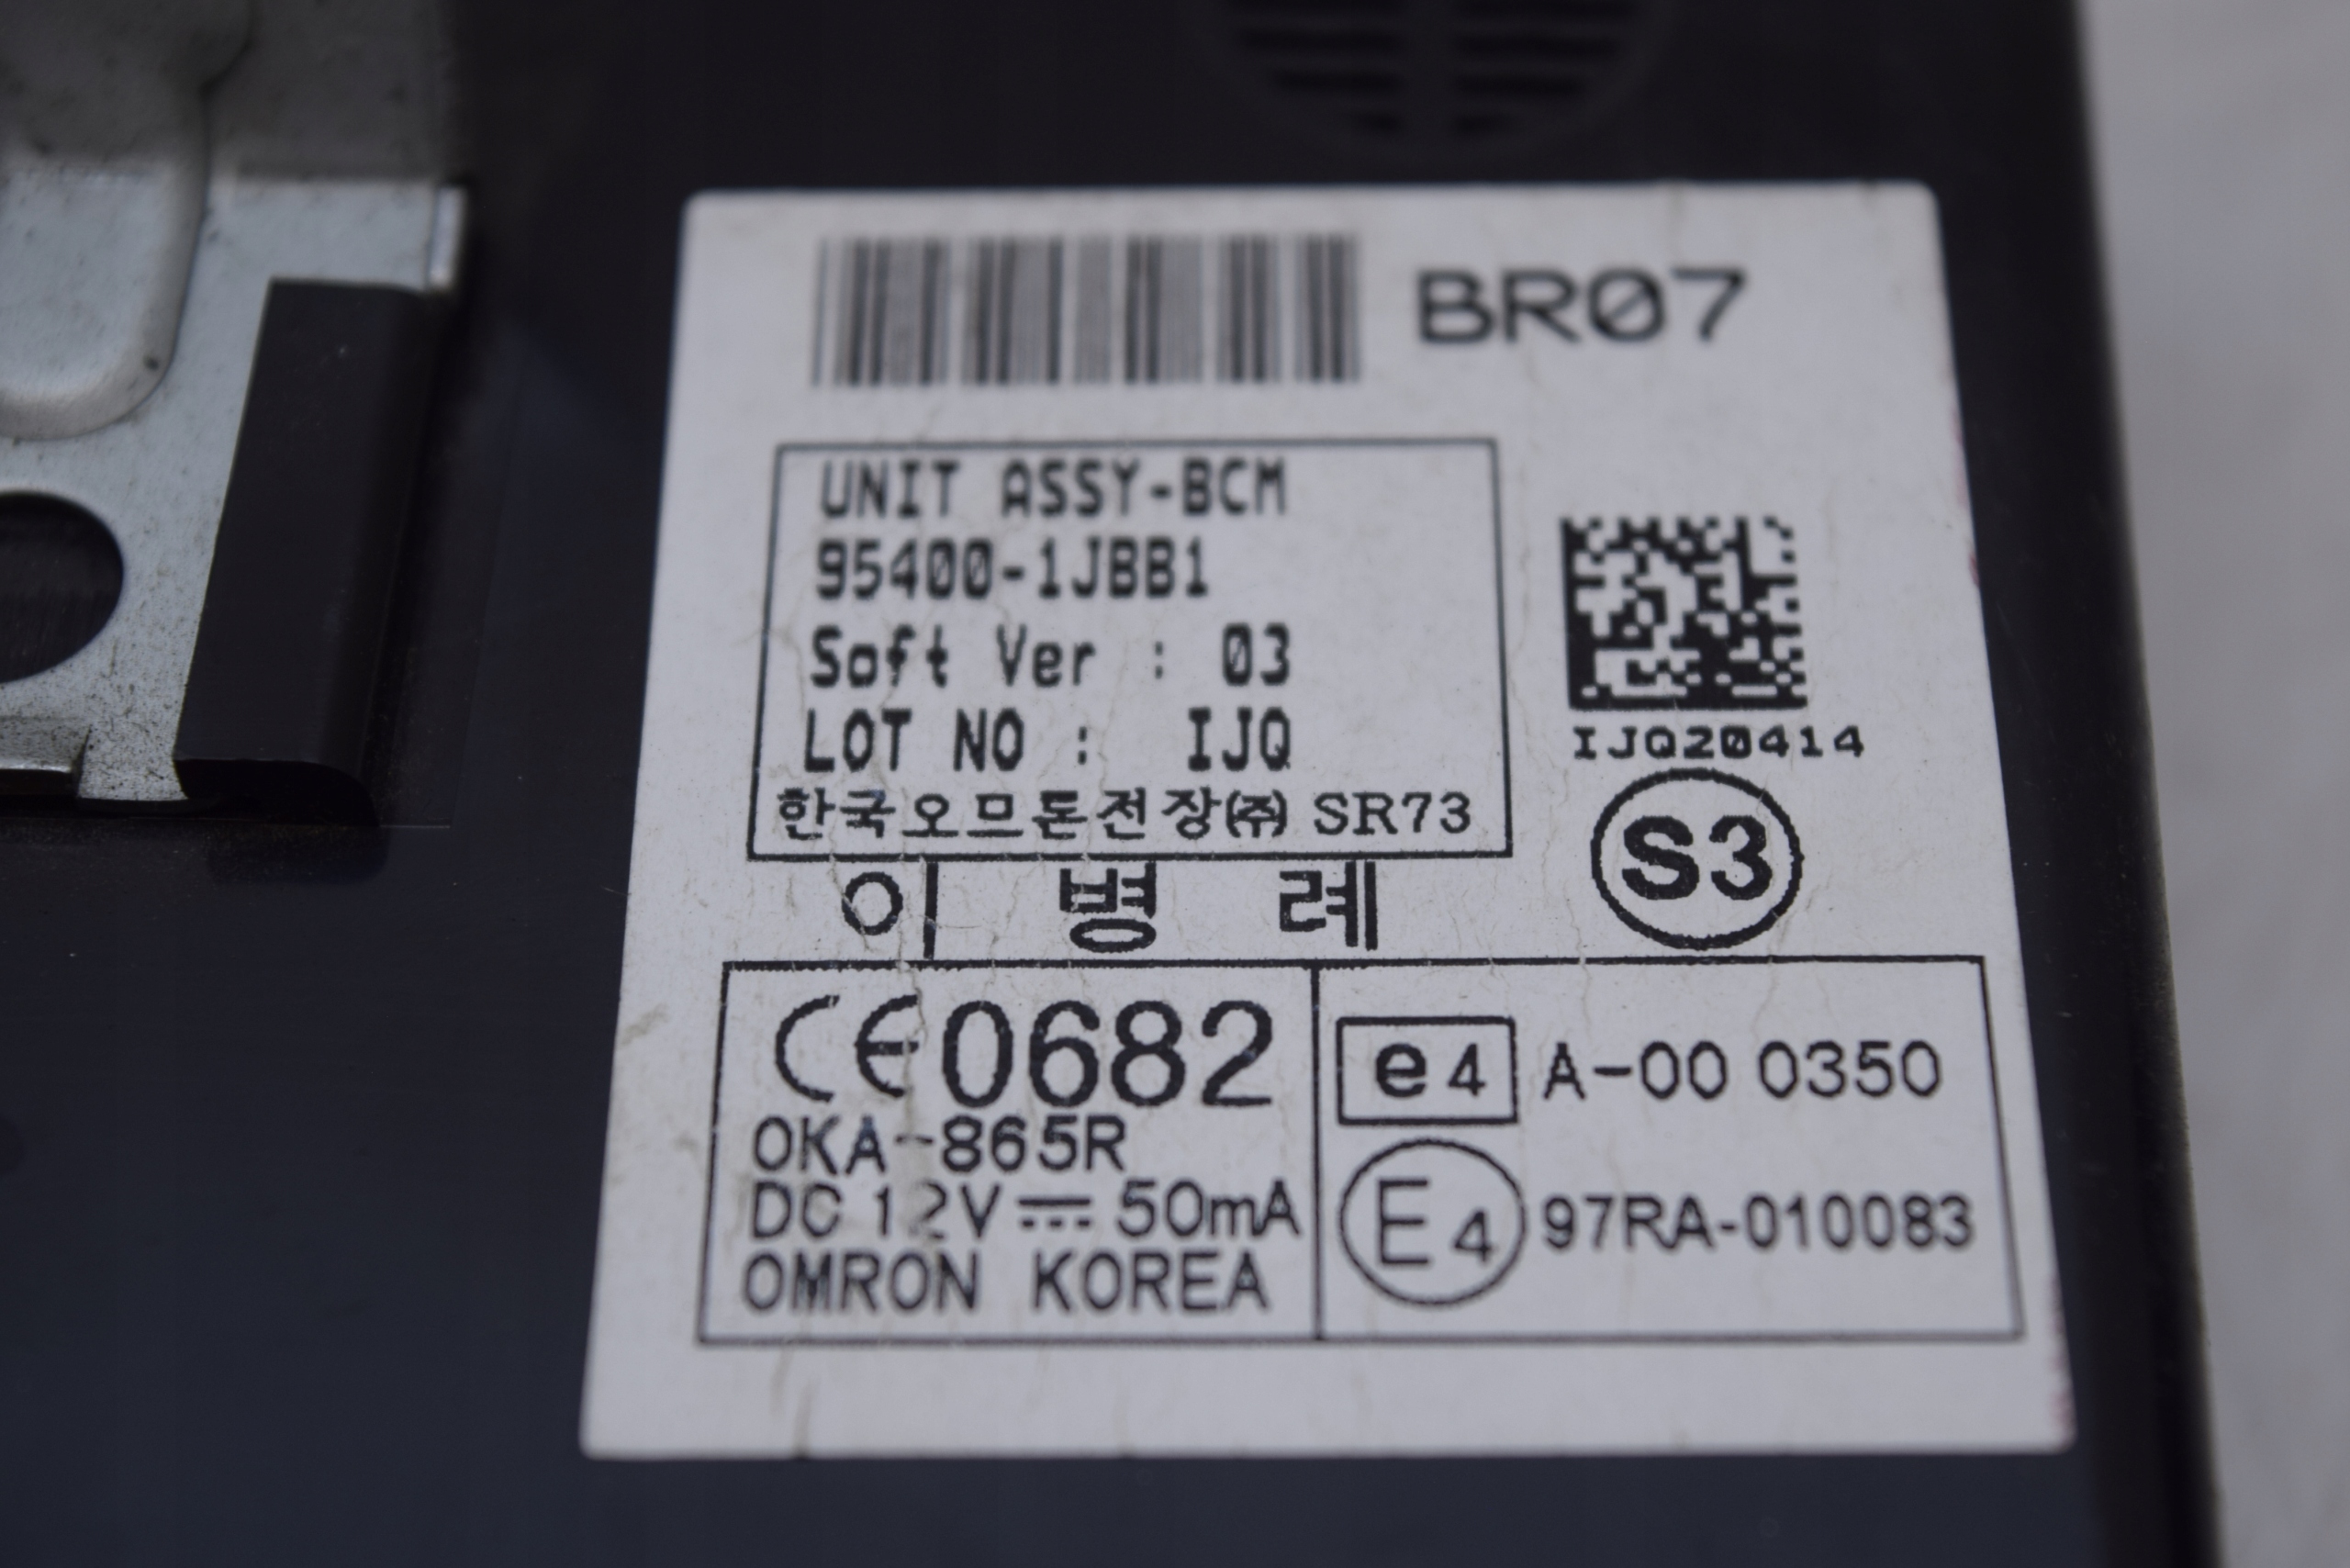 BR07
UNIT ASSY-BCM
95400-1JBB1
Soft Ver : 03
LOT NO : IJQ
한국오므론전장㈜ SR73
IJQ20414
S3
이 병 례
CE0682
OKA-865R
DC 12V ⎓ 50mA
OMRON KOREA
e4 A-00 0350
E4 97RA-010083